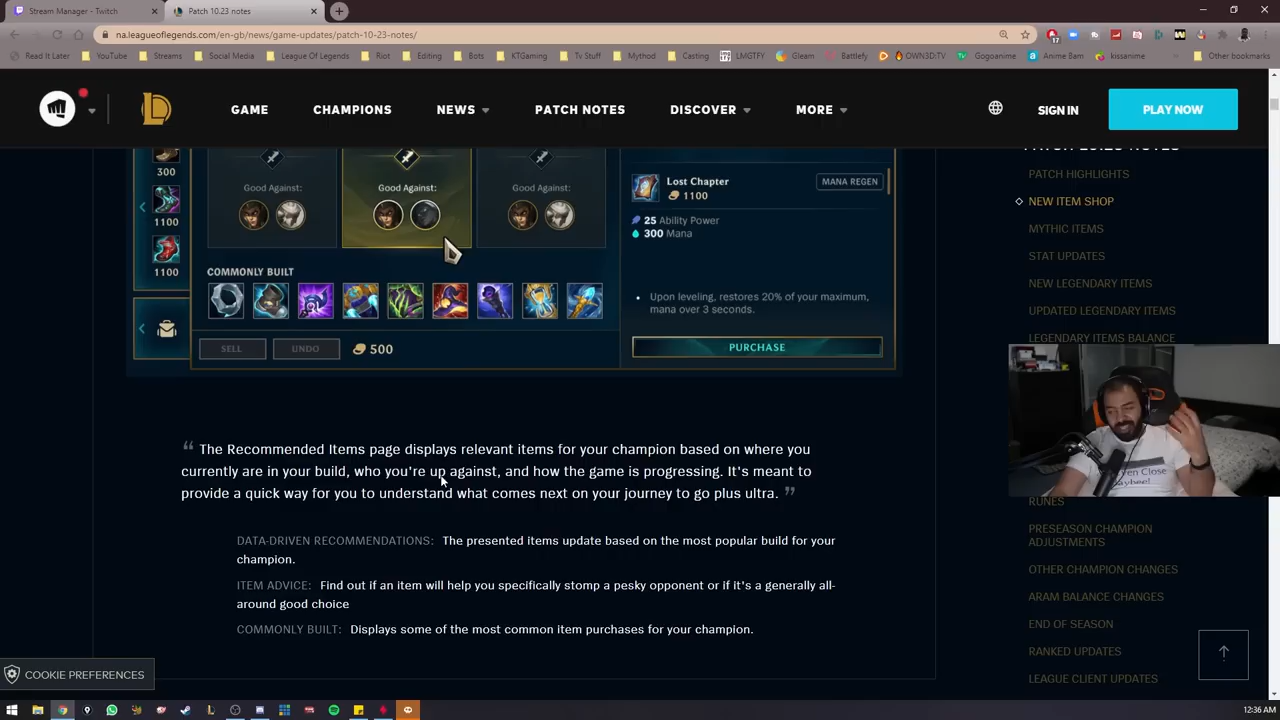 Stream Manager - Twitch
Patch 10.23 notes
na.leagueoflegends.com/en-gb/news/game-updates/patch-10-23-notes/
Read It Later YouTube Streams Social Media League Of Legends Riot Editing Bots KTGaming Tv Stuff Mythod Casting LMGTFY Gleam Battlefy OWN3D.TV Gogoanime Anime Bam kissanime Other bookmarks
GAME CHAMPIONS NEWS PATCH NOTES DISCOVER MORE SIGN IN PLAY NOW
300
1100
1100
Good Against: Good Against: Good Against:
Lost Chapter
1100
MANA REGEN
25 Ability Power
300 Mana
Upon leveling, restores 20% of your maximum,
mana over 3 seconds.
COMMONLY BUILT
SELL UNDO 500
PURCHASE
“ The Recommended Items page displays relevant items for your champion based on where you
currently are in your build, who you're up against, and how the game is progressing. It's meant to
provide a quick way for you to understand what comes next on your journey to go plus ultra. ”
DATA-DRIVEN RECOMMENDATIONS: The presented items update based on the most popular build for your
champion.
ITEM ADVICE: Find out if an item will help you specifically stomp a pesky opponent or if it's a generally all-
around good choice
COMMONLY BUILT: Displays some of the most common item purchases for your champion.
PATCH HIGHLIGHTS
NEW ITEM SHOP
MYTHIC ITEMS
STAT UPDATES
NEW LEGENDARY ITEMS
UPDATED LEGENDARY ITEMS
LEGENDARY ITEMS BALANCE
RUNES
PRESEASON CHAMPION
ADJUSTMENTS
OTHER CHAMPION CHANGES
ARAM BALANCE CHANGES
END OF SEASON
RANKED UPDATES
LEAGUE CLIENT UPDATES
COOKIE PREFERENCES
12:36 AM